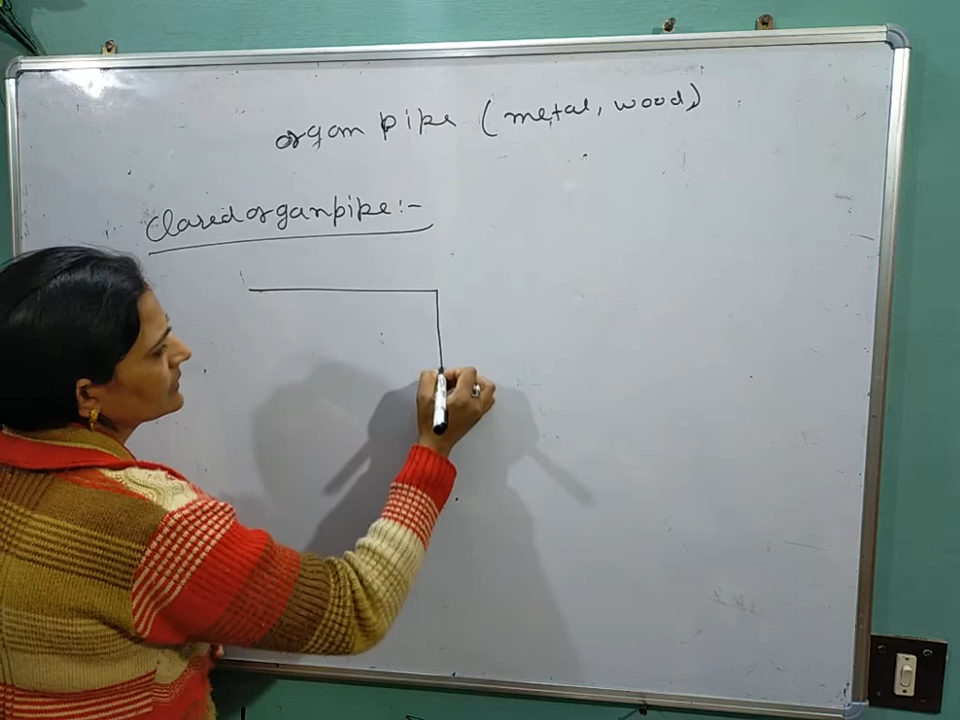 organ pipe (metal, wood)
Closed organ pipe :-